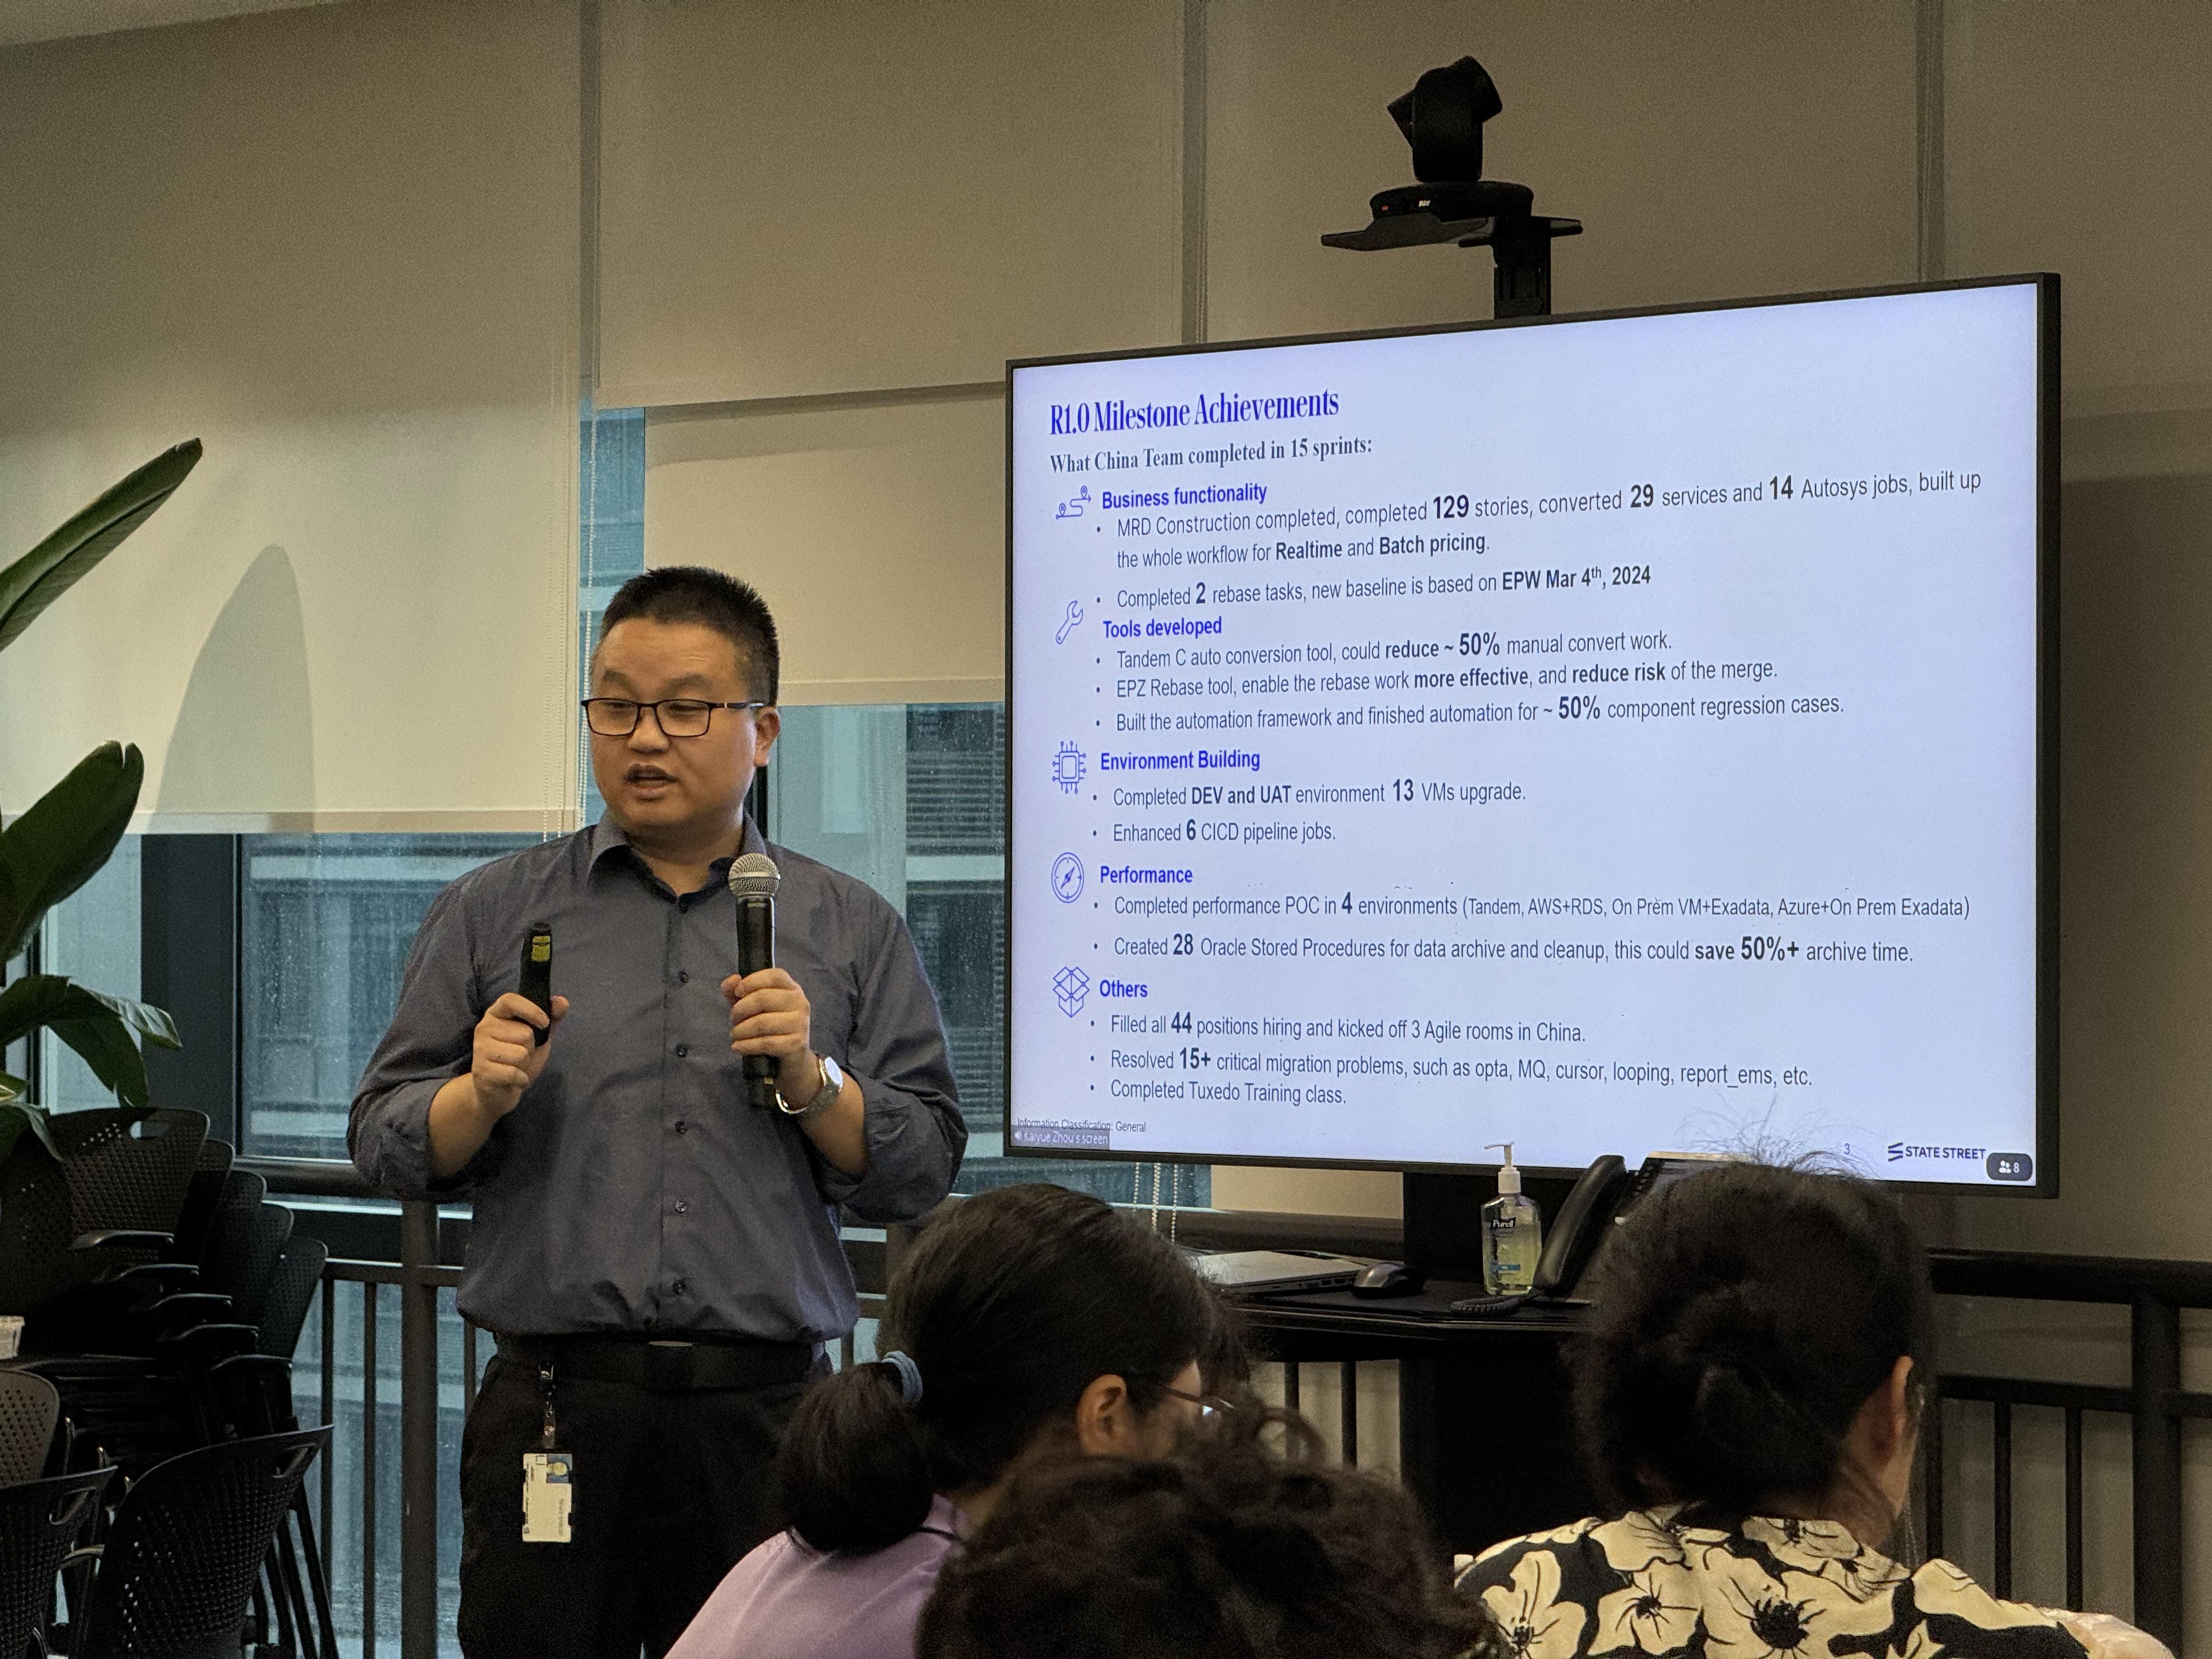 R1.0 Milestone Achievements
What China Team completed in 15 sprints:
Business functionality
• MRD Construction completed, completed 129 stories, converted 29 services and 14 Autosys jobs, built up
the whole workflow for Realtime and Batch pricing.
• Completed 2 rebase tasks, new baseline is based on EPW Mar 4th, 2024
Tools developed
• Tandem C auto conversion tool, could reduce ~ 50% manual convert work.
• EPZ Rebase tool, enable the rebase work more effective, and reduce risk of the merge.
• Built the automation framework and finished automation for ~ 50% component regression cases.
Environment Building
• Completed DEV and UAT environment 13 VMs upgrade.
• Enhanced 6 CICD pipeline jobs.
Performance
• Completed performance POC in 4 environments (Tandem, AWS+RDS, On Prem VM+Exadata, Azure+On Prem Exadata)
• Created 28 Oracle Stored Procedures for data archive and cleanup, this could save 50%+ archive time.
Others
• Filled all 44 positions hiring and kicked off 3 Agile rooms in China.
• Resolved 15+ critical migration problems, such as opta, MQ, cursor, looping, report_ems, etc.
• Completed Tuxedo Training class.
Information Classification: General
Kaiyue Zhou's screen
3
STATE STREET
8
Purell